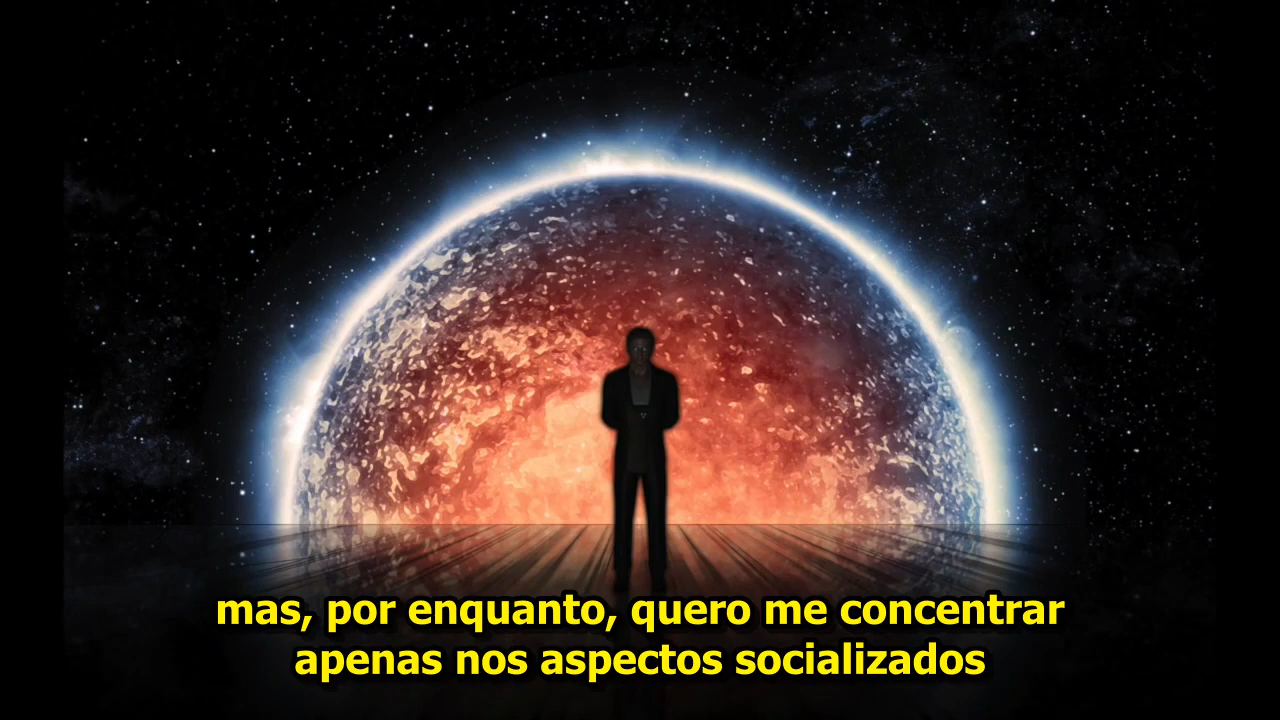 mas, por enquanto, quero me concentrar
apenas nos aspectos socializados